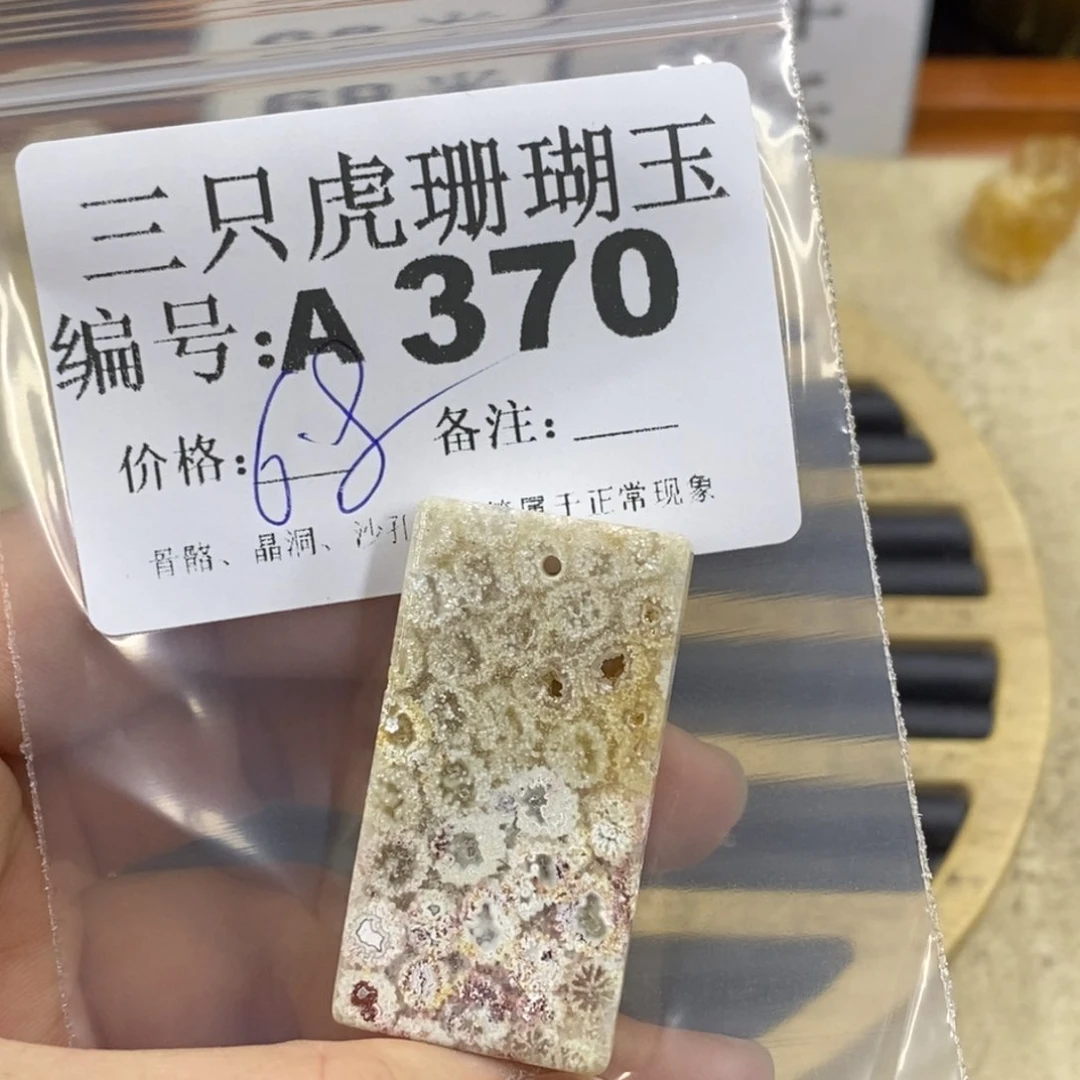 三只虎珊瑚玉
编号:A 370
价格: 68 备注:
骨骼、晶洞、沙孔 等属于正常现象